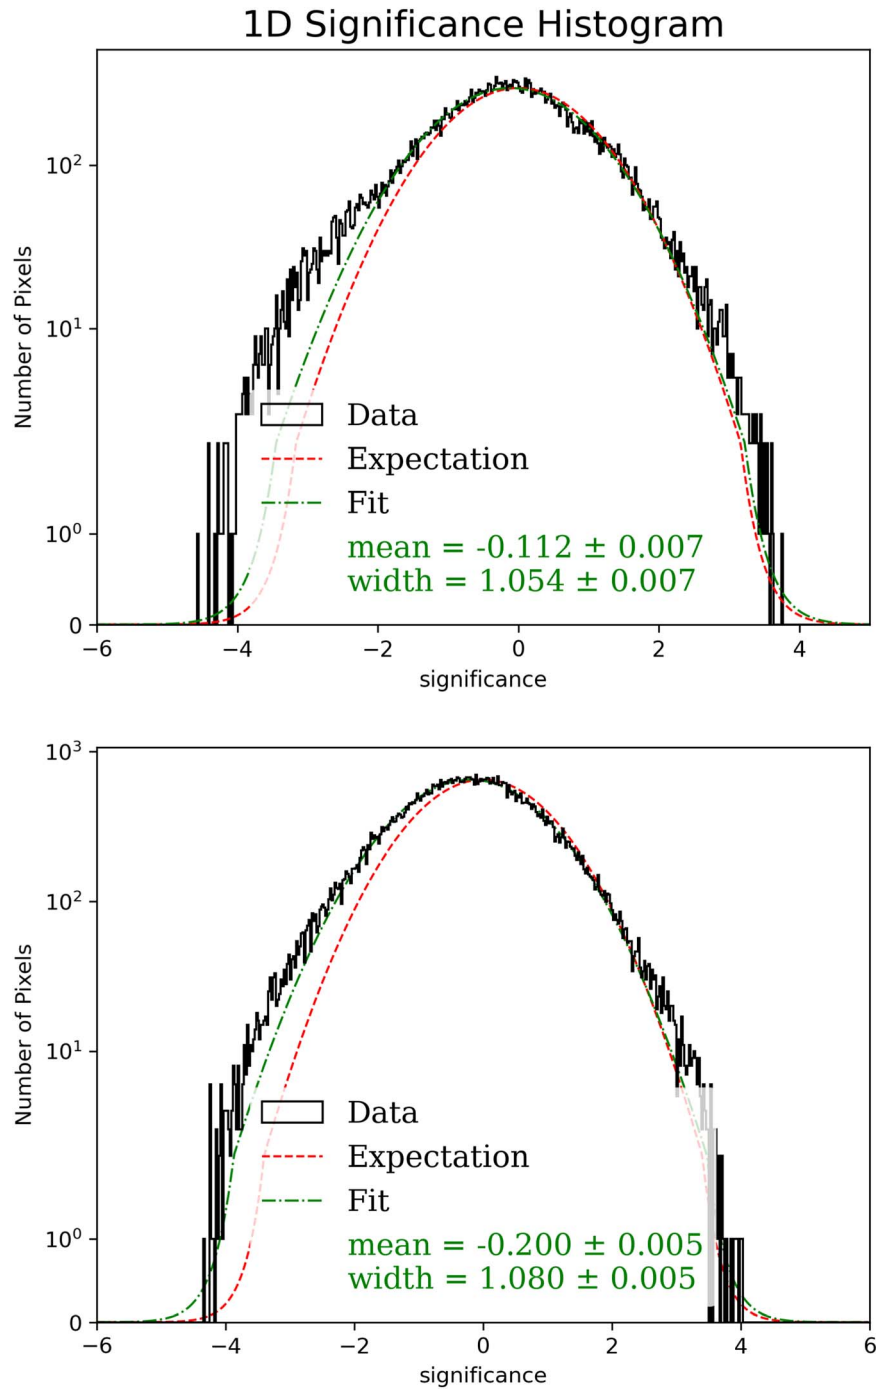 1D Significance Histogram
10²
10¹
10⁰
0
Number of Pixels
Data
Expectation
Fit
mean = -0.112 ± 0.007
width = 1.054 ± 0.007
−6
−4
−2
0
2
4
significance
10³
10²
10¹
10⁰
0
Number of Pixels
Data
Expectation
Fit
mean = -0.200 ± 0.005
width = 1.080 ± 0.005
−6
−4
−2
0
2
4
6
significance